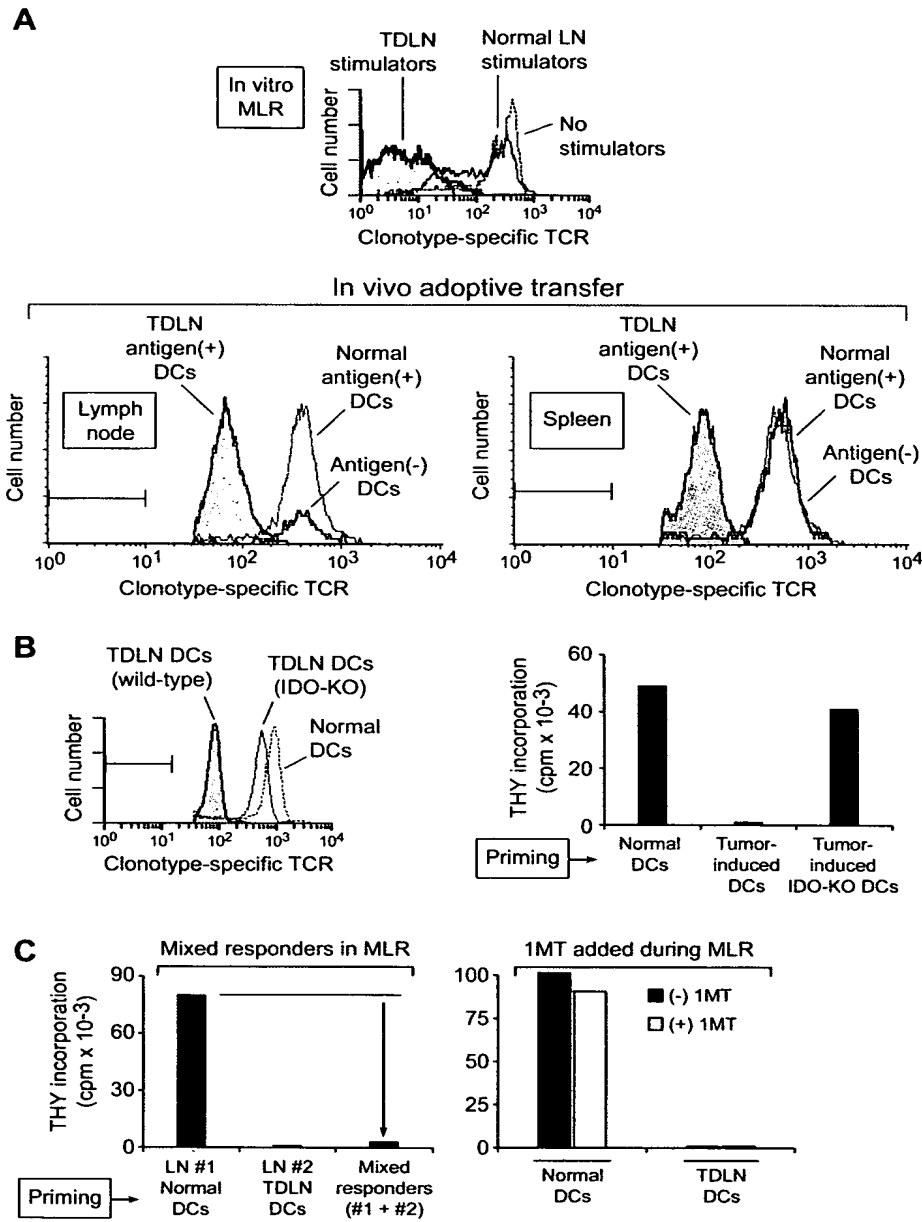 A
In vitro
MLR
TDLN
stimulators
Normal LN
stimulators
No
stimulators
Cell number
10^0 10^1 10^2 10^3 10^4
Clonotype-specific TCR
In vivo adoptive transfer
TDLN
antigen(+)
DCs
Normal
antigen(+)
DCs
Lymph
node
Antigen(-)
DCs
Cell number
10^0 10^1 10^2 10^3 10^4
Clonotype-specific TCR
TDLN
antigen(+)
DCs
Normal
antigen(+)
DCs
Spleen
Antigen(-)
DCs
Cell number
10^0 10^1 10^2 10^3 10^4
Clonotype-specific TCR
B
TDLN DCs
(wild-type)
TDLN DCs
(IDO-KO)
Normal
DCs
Cell number
10^0 10^1 10^2 10^3 10^4
Clonotype-specific TCR
THY incorporation
(cpm x 10-3)
60
40
20
0
Priming
Normal
DCs
Tumor-
induced
DCs
Tumor-
induced
IDO-KO DCs
C
Mixed responders in MLR
THY incorporation
(cpm x 10-3)
90
60
30
0
Priming
LN #1
Normal
DCs
LN #2
TDLN
DCs
Mixed
responders
(#1 + #2)
1MT added during MLR
(-) 1MT
(+) 1MT
100
75
50
25
0
Normal
DCs
TDLN
DCs